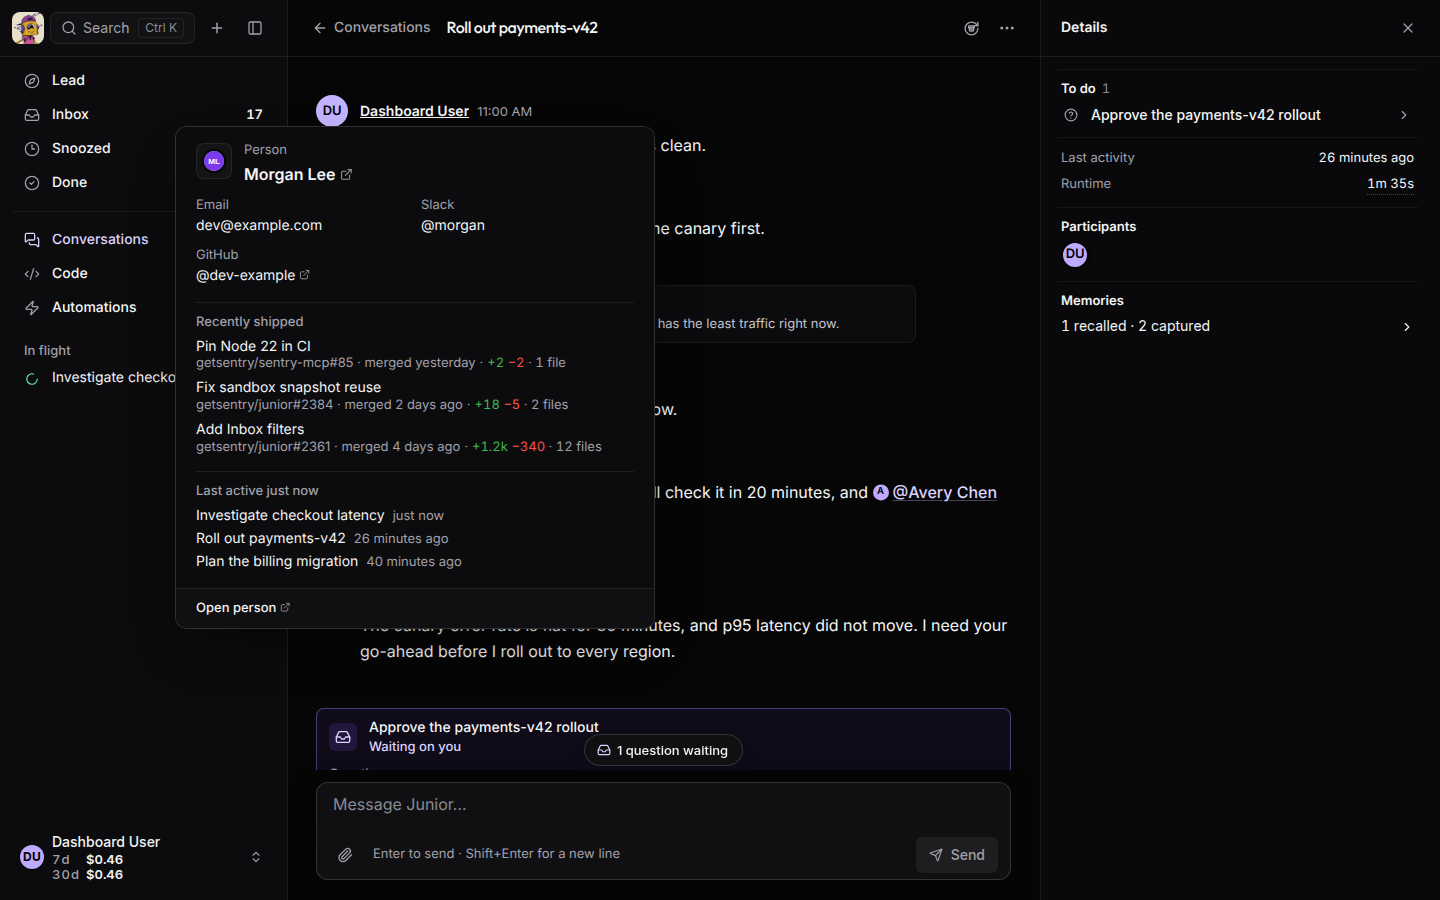 Search Ctrl K
Lead
Inbox 17
Snoozed
Done
Conversations
Code
Automations
In flight
Investigate checko
Dashboard User
DU
7d $0.46
30d $0.46
Conversations Roll out payments-v42
DU Dashboard User 11:00 AM
clean.
canary first.
has the least traffic right now.
check it in 20 minutes, and A @Avery Chen
Person
ML
Morgan Lee
Email Slack
dev@example.com @morgan
GitHub
@dev-example
Recently shipped
Pin Node 22 in CI
getsentry/sentry-mcp#85 · merged yesterday · +2 −2 · 1 file
Fix sandbox snapshot reuse
getsentry/junior#2384 · merged 2 days ago · +18 −5 · 2 files
Add Inbox filters
getsentry/junior#2361 · merged 4 days ago · +1.2k −340 · 12 files
Last active just now
Investigate checkout latency just now
Roll out payments-v42 26 minutes ago
Plan the billing migration 40 minutes ago
Open person
The canary error rate is flat for 30 minutes, and p95 latency did not move. I need your
go-ahead before I roll out to every region.
Approve the payments-v42 rollout
Waiting on you
1 question waiting
Message Junior...
Enter to send · Shift+Enter for a new line
Send
Details
To do 1
Approve the payments-v42 rollout
Last activity 26 minutes ago
Runtime 1m 35s
Participants
DU
Memories
1 recalled · 2 captured